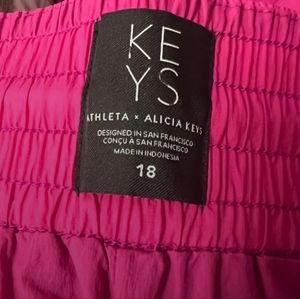 KE
YS
ATHLETA × ALICIA KEYS
DESIGNED IN SAN FRANCISCO
CONÇU À SAN FRANCISCO
MADE IN INDONESIA
18